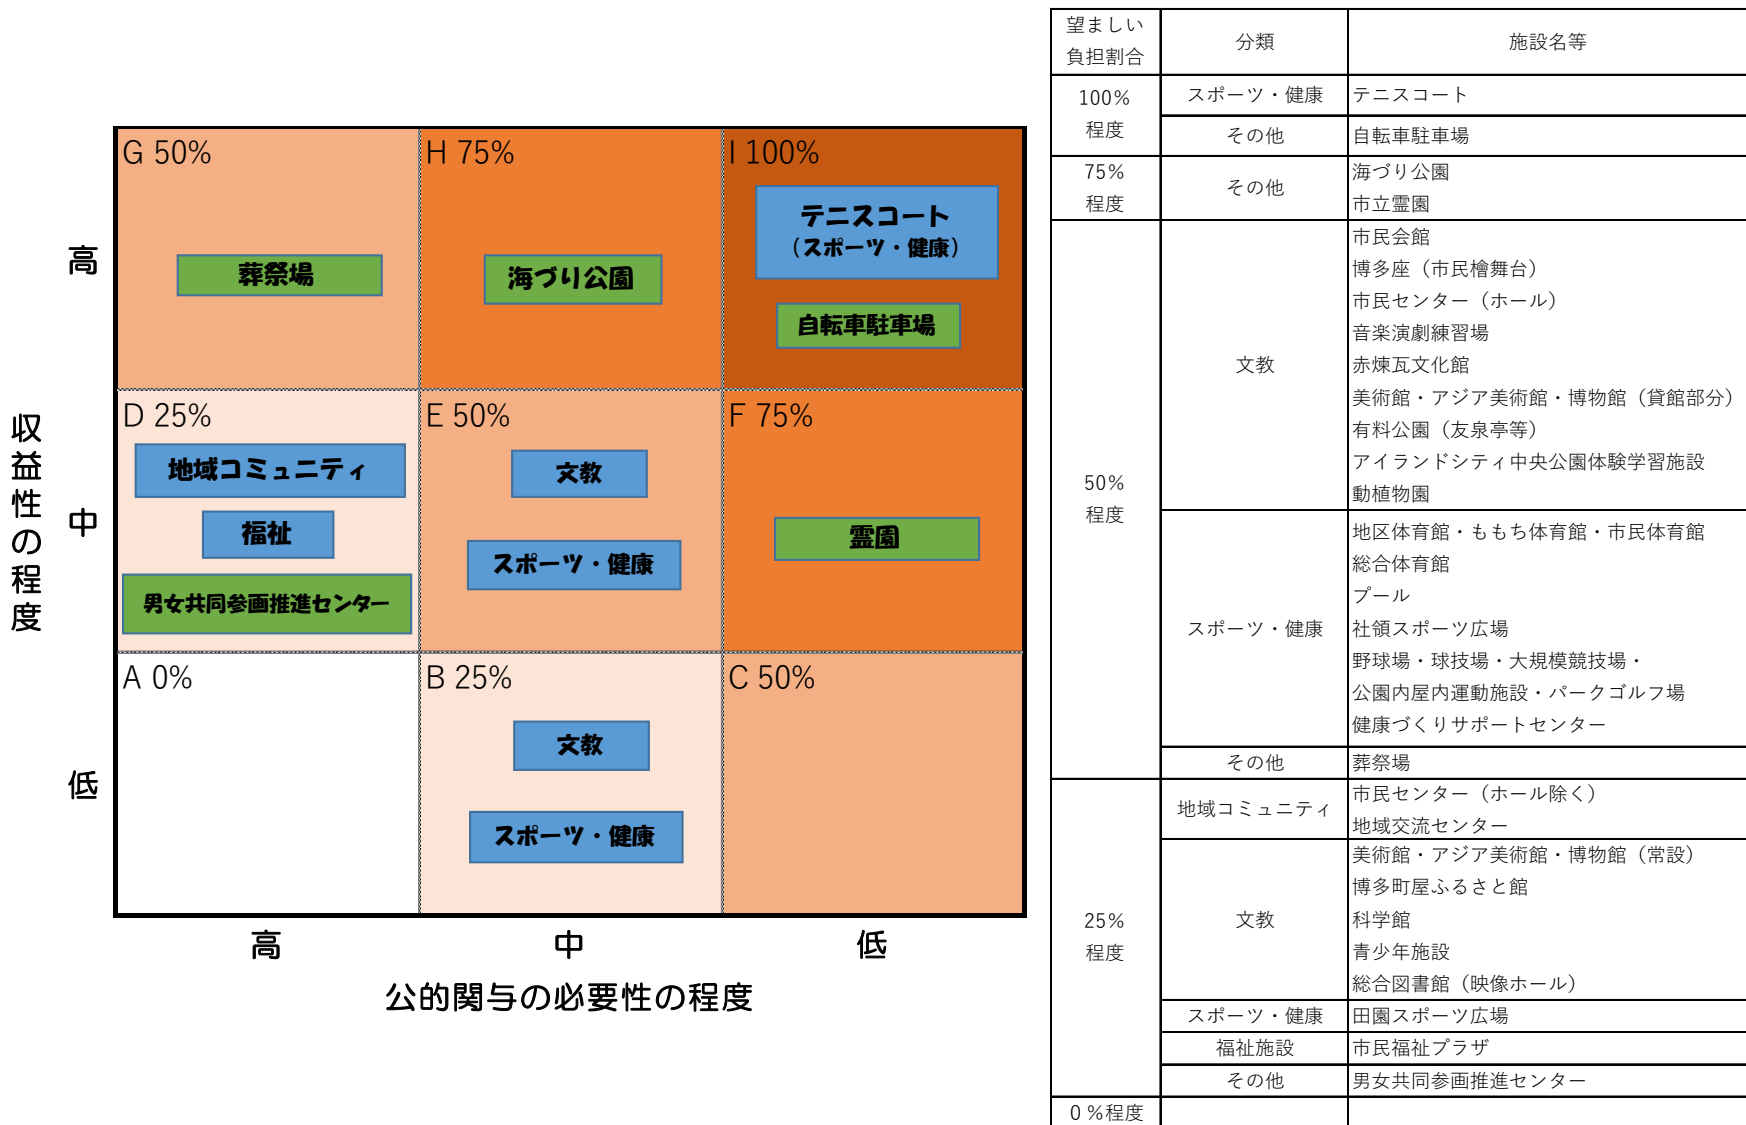 G 50%
H 75%
I 100%
葬祭場
海づり公園
テニスコート
（スポーツ・健康）
自転車駐車場
D 25%
E 50%
F 75%
地域コミュニティ
福祉
男女共同参画推進センター
文教
スポーツ・健康
霊園
A 0%
B 25%
C 50%
文教
スポーツ・健康
収益性の程度
高
中
低
高
中
低
公的関与の必要性の程度
望ましい
負担割合
分類
施設名等
100%
程度
スポーツ・健康
テニスコート
その他
自転車駐車場
75%
程度
その他
海づり公園
市立霊園
50%
程度
文教
市民会館
博多座（市民檜舞台）
市民センター（ホール）
音楽演劇練習場
赤煉瓦文化館
美術館・アジア美術館・博物館（貸館部分）
有料公園（友泉亭等）
アイランドシティ中央公園体験学習施設
動植物園
スポーツ・健康
地区体育館・ももち体育館・市民体育館
総合体育館
プール
社領スポーツ広場
野球場・球技場・大規模競技場・
公園内屋内運動施設・パークゴルフ場
健康づくりサポートセンター
その他
葬祭場
25%
程度
地域コミュニティ
市民センター（ホール除く）
地域交流センター
文教
美術館・アジア美術館・博物館（常設）
博多町屋ふるさと館
科学館
青少年施設
総合図書館（映像ホール）
スポーツ・健康
田園スポーツ広場
福祉施設
市民福祉プラザ
その他
男女共同参画推進センター
０%程度